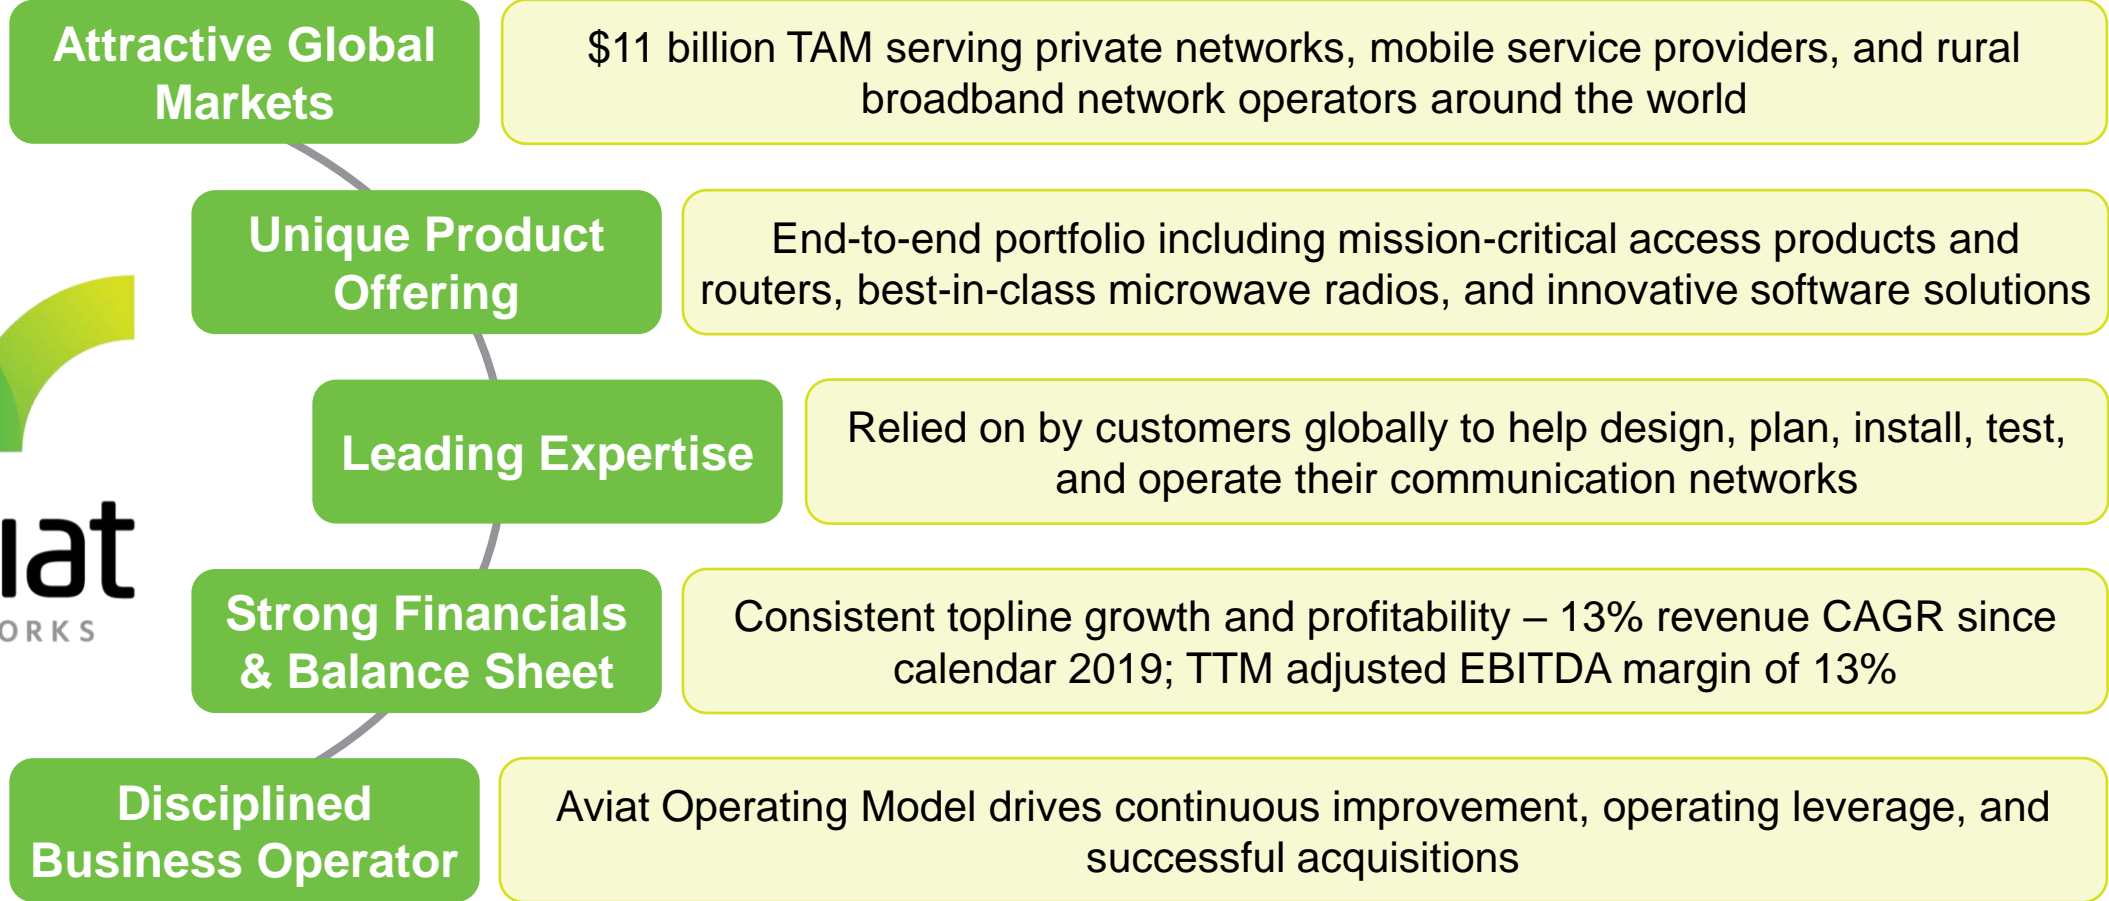 Attractive Global
Markets
$11 billion TAM serving private networks, mobile service providers, and rural
broadband network operators around the world
Unique Product
Offering
End-to-end portfolio including mission-critical access products and
routers, best-in-class microwave radios, and innovative software solutions
Leading Expertise
Relied on by customers globally to help design, plan, install, test,
and operate their communication networks
Strong Financials
& Balance Sheet
Consistent topline growth and profitability – 13% revenue CAGR since
calendar 2019; TTM adjusted EBITDA margin of 13%
Disciplined
Business Operator
Aviat Operating Model drives continuous improvement, operating leverage, and
successful acquisitions